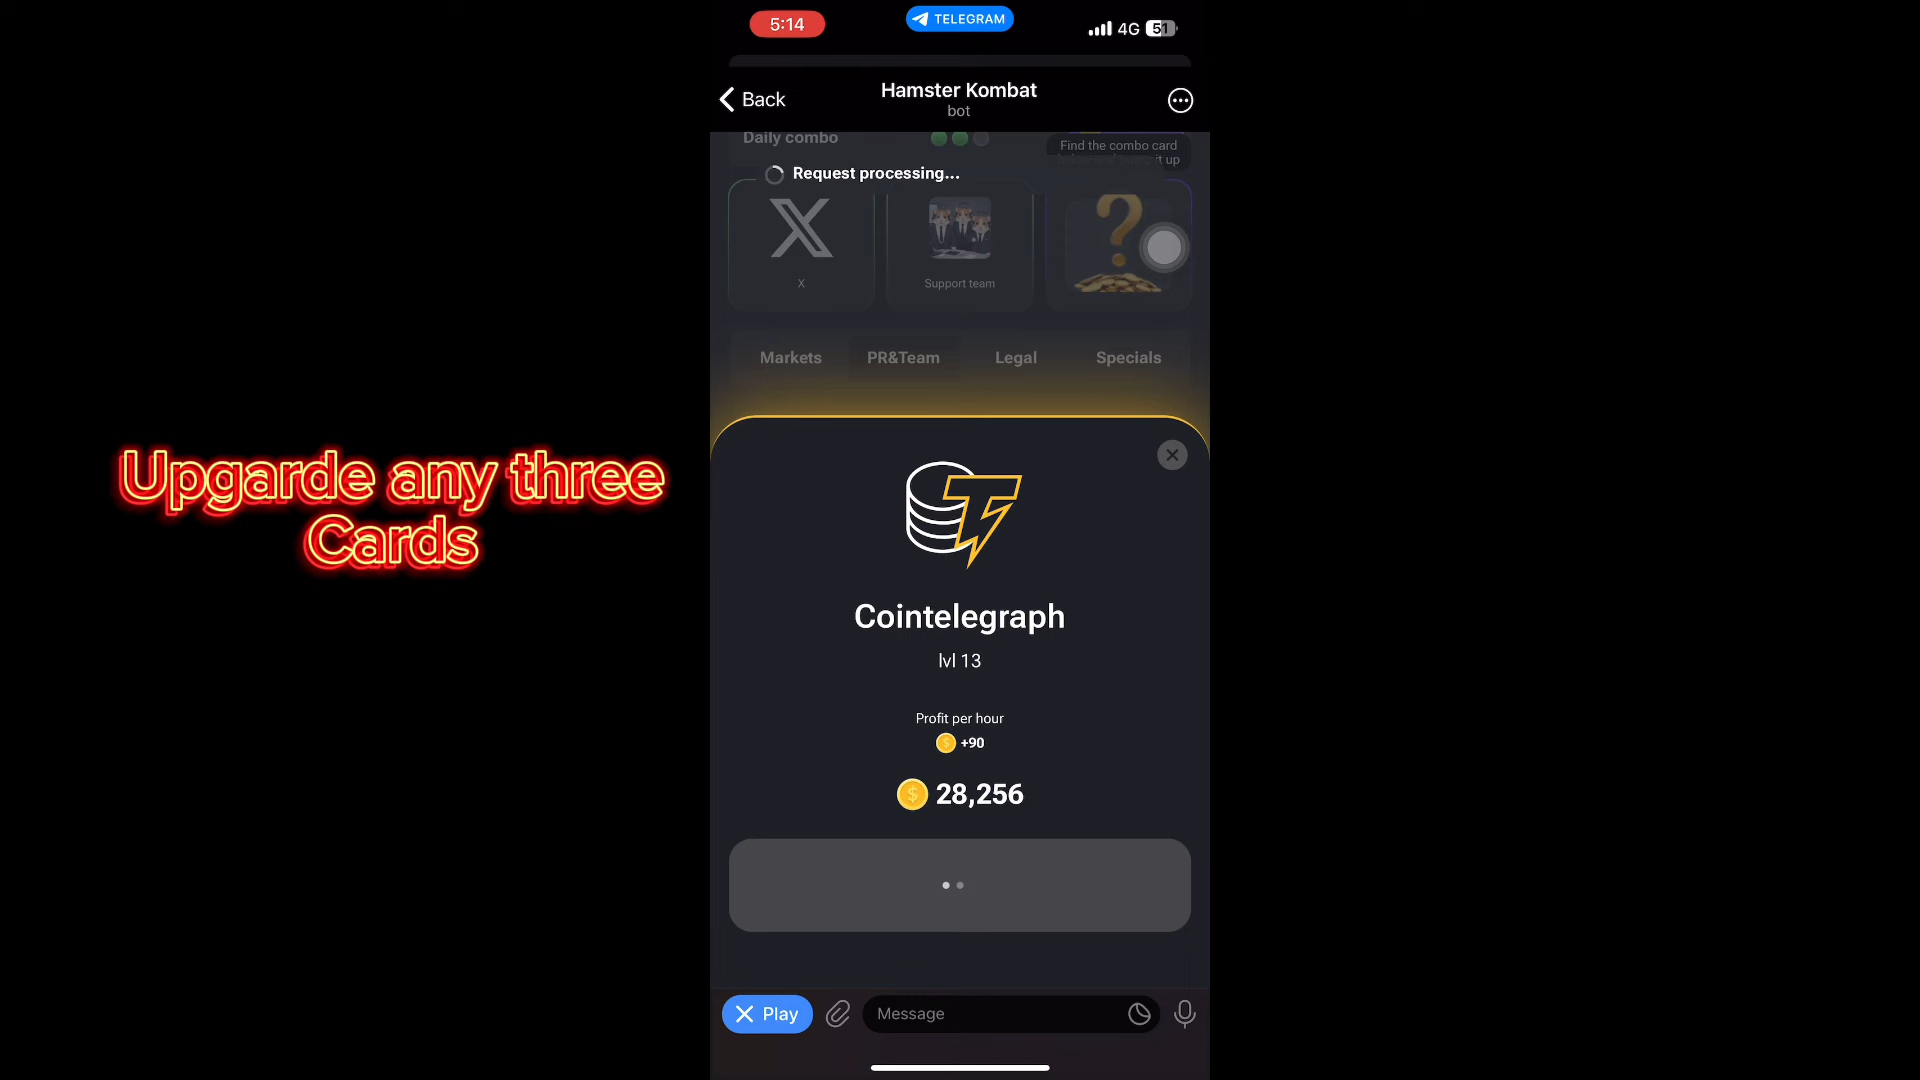 5:14
TELEGRAM
4G
51
Back
Hamster Kombat
bot
Daily combo
Find the combo card
it up
Request processing...
X
Support team
Markets
PR&Team
Legal
Specials
Upgarde any three
Cards
Cointelegraph
lvl 13
Profit per hour
+90
28,256
Play
Message